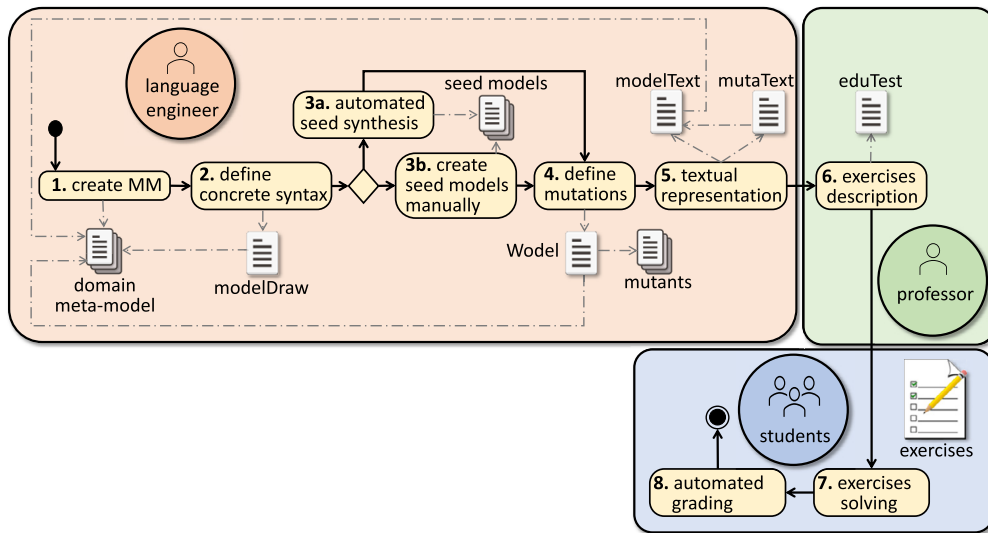 language
engineer
1. create MM
2. define
concrete syntax
3a. automated
seed synthesis
seed models
3b. create
seed models
manually
4. define
mutations
modelText
mutaText
5. textual
representation
eduTest
6. exercises
description
domain
meta-model
modelDraw
Wodel
mutants
professor
students
exercises
7. exercises
solving
8. automated
grading